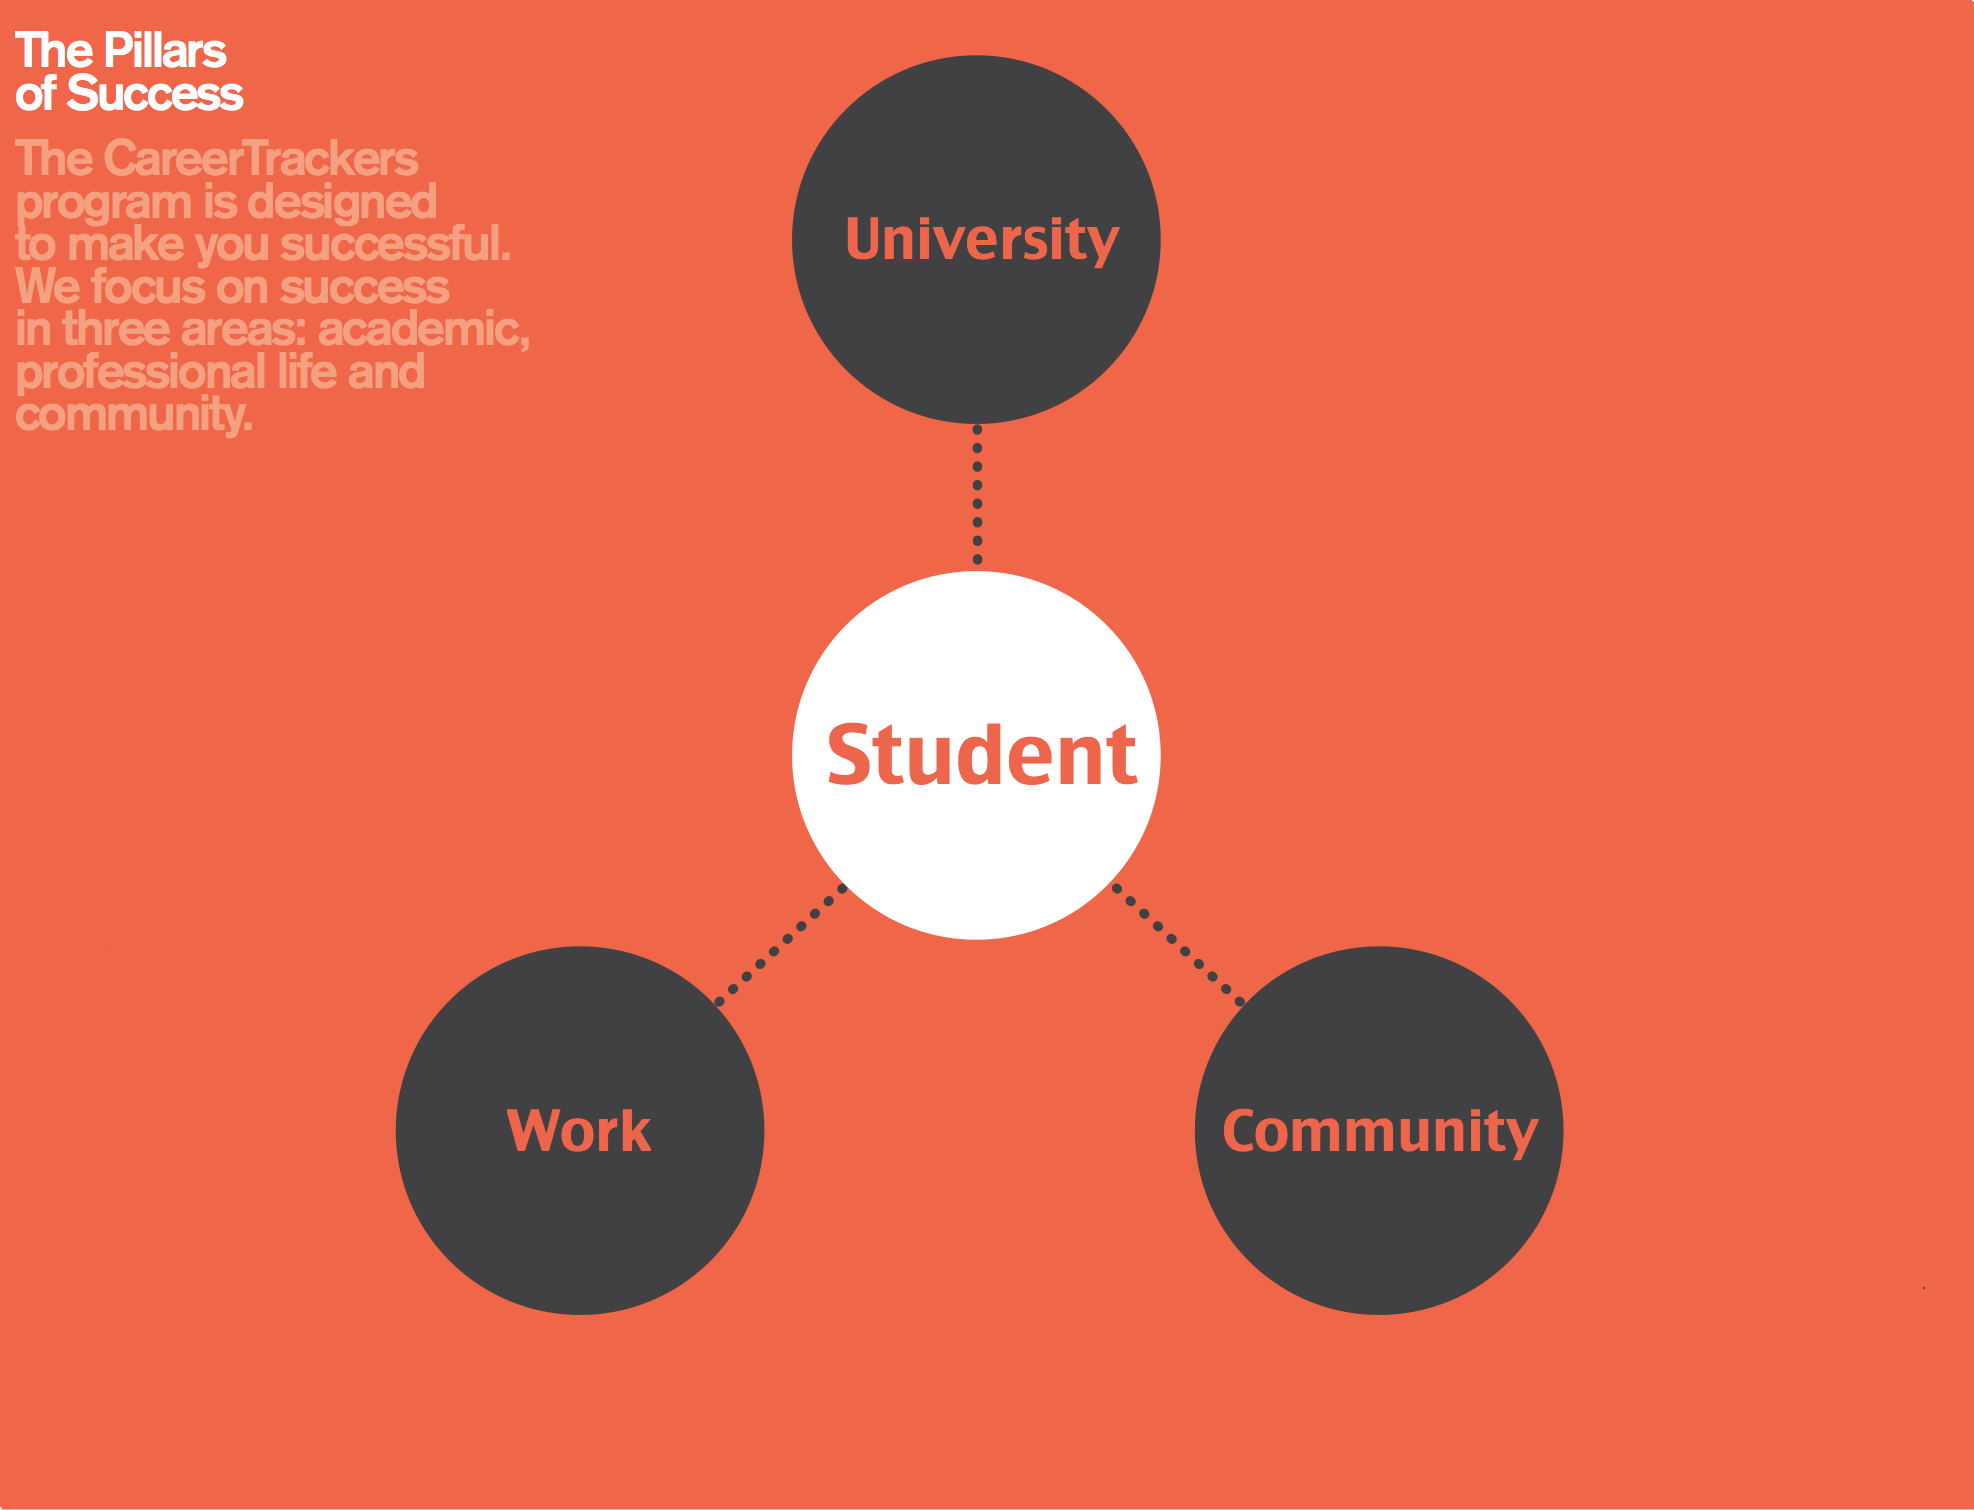 The Pillars
of Success
The CareerTrackers
program is designed
to make you successful.
We focus on success
in three areas: academic,
professional life and
community.
University
Student
Work
Community